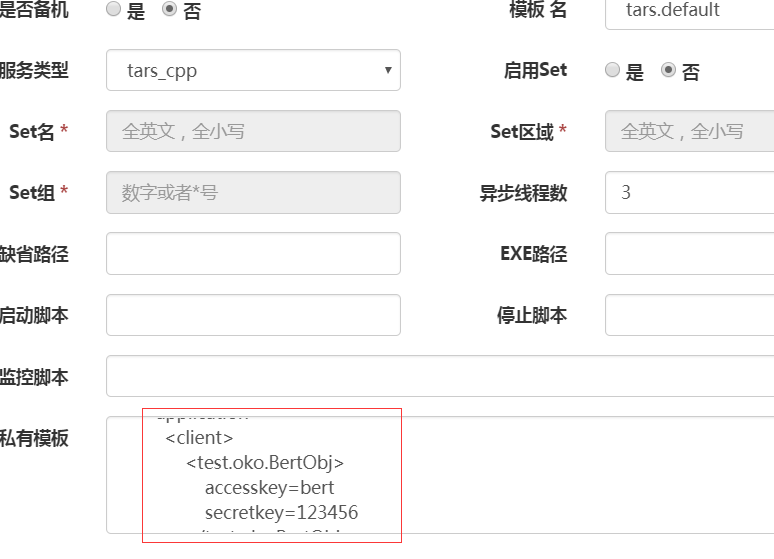 是否备机 是 否 模板 名 tars.default
服务类型 tars_cpp 启用Set 是 否
Set名 * 全英文，全小写 Set区域 * 全英文，全小写
Set组 * 数字或者*号 异步线程数 3
缺省路径 EXE路径
启动脚本 停止脚本
监控脚本
私有模板
<client>
<test.oko.BertObj>
accesskey=bert
secretkey=123456